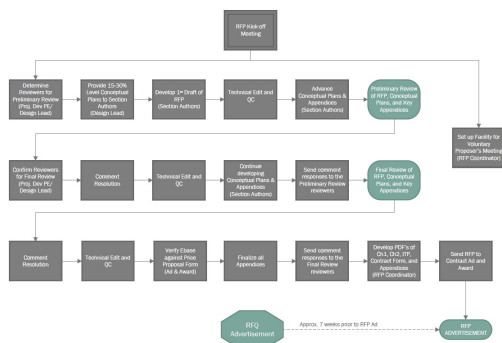 RFP Kick-off
Meeting
Determine
Reviewers for
Preliminary Review
(Proj. Dev PE/
Design Lead)
Provide 15-30%
Level Conceptual
Plans to Section
Authors
(Design Lead)
Develop 1st Draft of
RFP
(Section Authors)
Technical Edit and
QC
Advance
Conceptual Plans &
Appendices
(Section Authors)
Preliminary Review
of RFP, Conceptual
Plans, and Key
Appendices
Set up Facility for
Voluntary
Proposer's Meeting
(RFP Coordinator)
Confirm Reviewers
for Final Review
(Proj. Dev PE/
Design Lead)
Comment
Resolution
Technical Edit and
QC
Continue
developing
Conceptual Plans &
Appendices
(Section Authors)
Send comment
responses to the
Preliminary Review
reviewers
Final Review of
RFP, Conceptual
Plans, and Key
Appendices
Comment
Resolution
Technical Edit and
QC
Verify Ebase
against Price
Proposal Form
(Ad & Award)
Finalize all
Appendices
Send comment
responses to the
Final Review
reviewers
Develop PDF's of
Ch1, Ch2, ITP,
Contract Form, and
Appendices
(RFP Coordinator)
Send RFP to
Contract Ad and
Award
RFQ
Advertisement
Approx. 7 weeks prior to RFP Ad
RFP
ADVERTISEMENT